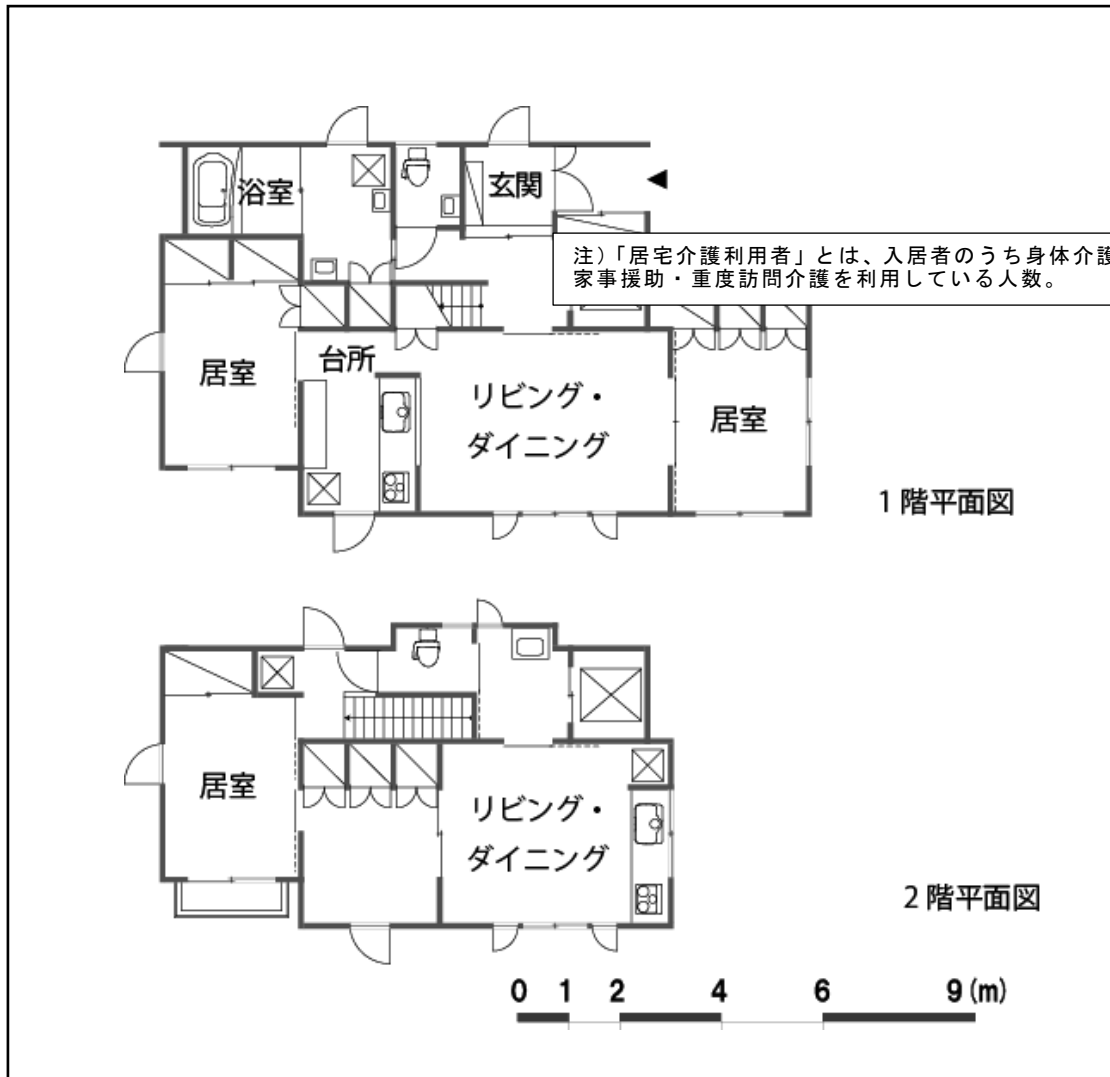 浴室
玄関
注)「居宅介護利用者」とは、入居者のうち身体介護
家事援助・重度訪問介護を利用している人数。
台所
居室
リビング・
ダイニング
居室
1階平面図
居室
リビング・
ダイニング
2階平面図
0 1 2 4 6 9(m)